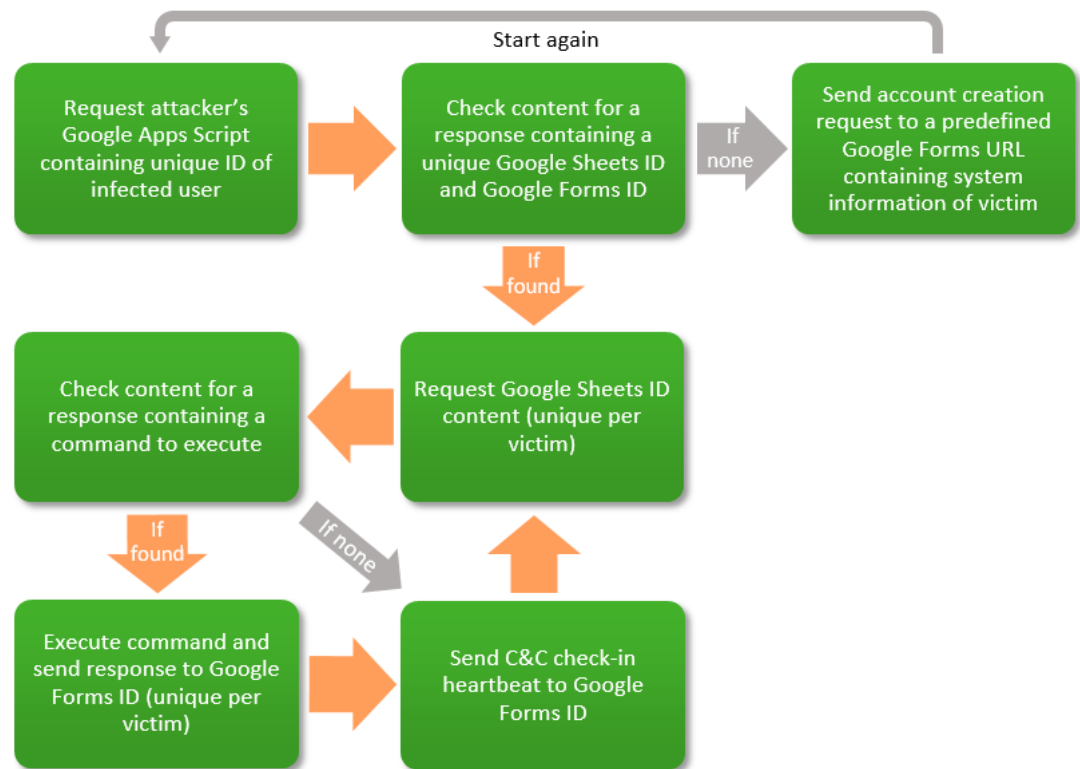 Start again
Request attacker's
Google Apps Script
containing unique ID of
infected user
Check content for a
response containing a
unique Google Sheets ID
and Google Forms ID
If
none
Send account creation
request to a predefined
Google Forms URL
containing system
information of victim
If
found
Check content for a
response containing a
command to execute
Request Google Sheets ID
content (unique per
victim)
If
found
If none
Execute command and
send response to Google
Forms ID (unique per
victim)
Send C&C check-in
heartbeat to Google
Forms ID